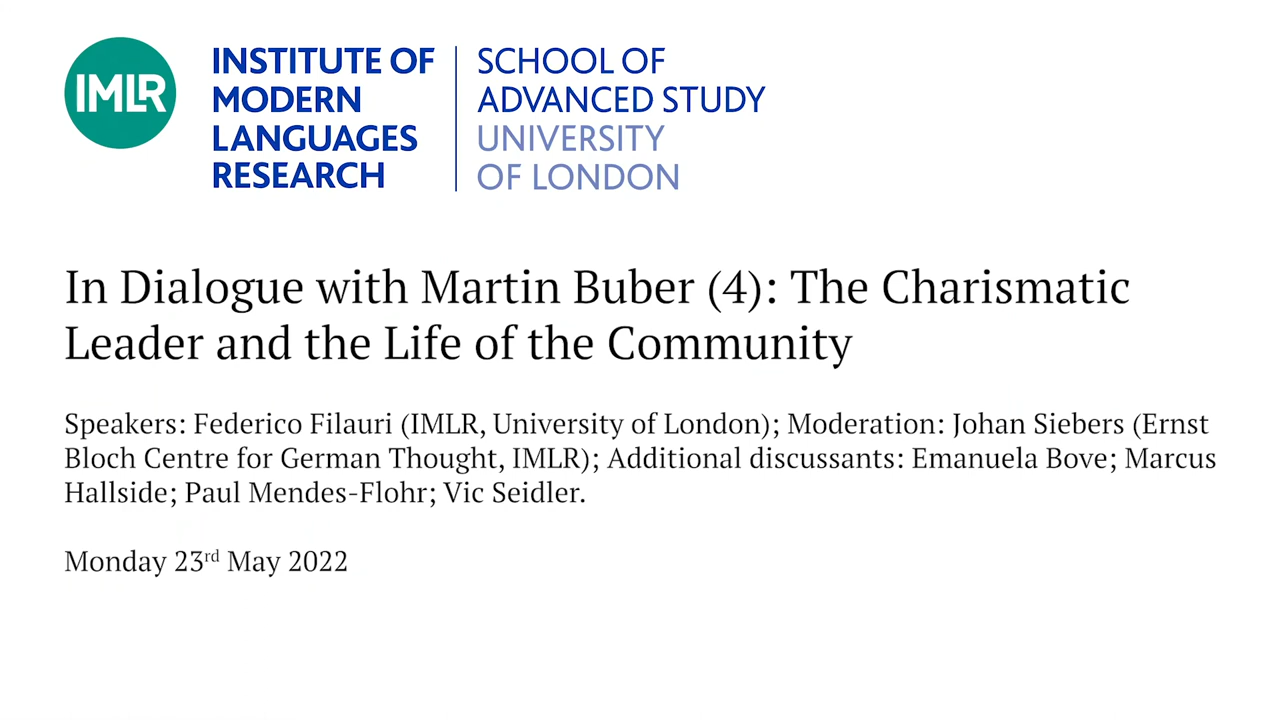 IMLR
INSTITUTE OF
MODERN
LANGUAGES
RESEARCH
SCHOOL OF
ADVANCED STUDY
UNIVERSITY
OF LONDON
In Dialogue with Martin Buber (4): The Charismatic
Leader and the Life of the Community
Speakers: Federico Filauri (IMLR, University of London); Moderation: Johan Siebers (Ernst
Bloch Centre for German Thought, IMLR); Additional discussants: Emanuela Bove; Marcus
Hallside; Paul Mendes-Flohr; Vic Seidler.
Monday 23rd May 2022